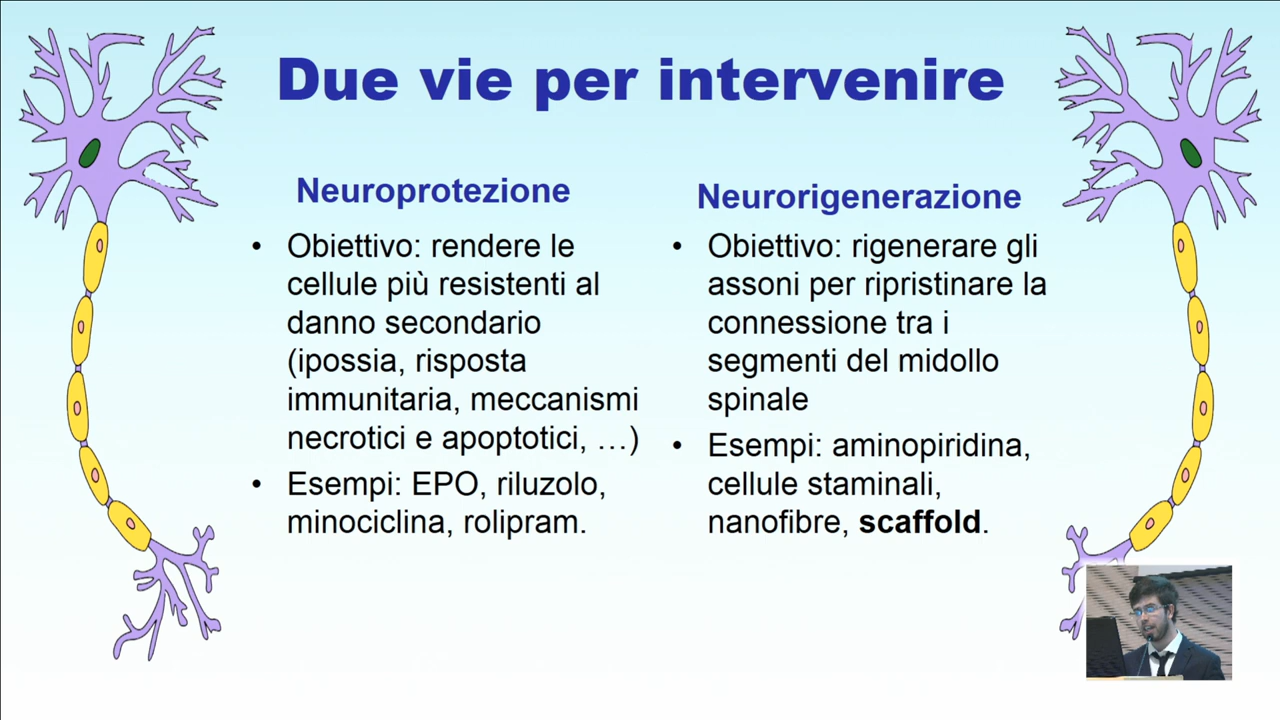 Due vie per intervenire
Neuroprotezione
• Obiettivo: rendere le
cellule più resistenti al
danno secondario
(ipossia, risposta
immunitaria, meccanismi
necrotici e apoptotici, …)
• Esempi: EPO, riluzolo,
minociclina, rolipram.
Neurorigenerazione
• Obiettivo: rigenerare gli
assoni per ripristinare la
connessione tra i
segmenti del midollo
spinale
• Esempi: aminopiridina,
cellule staminali,
nanofibre, scaffold.